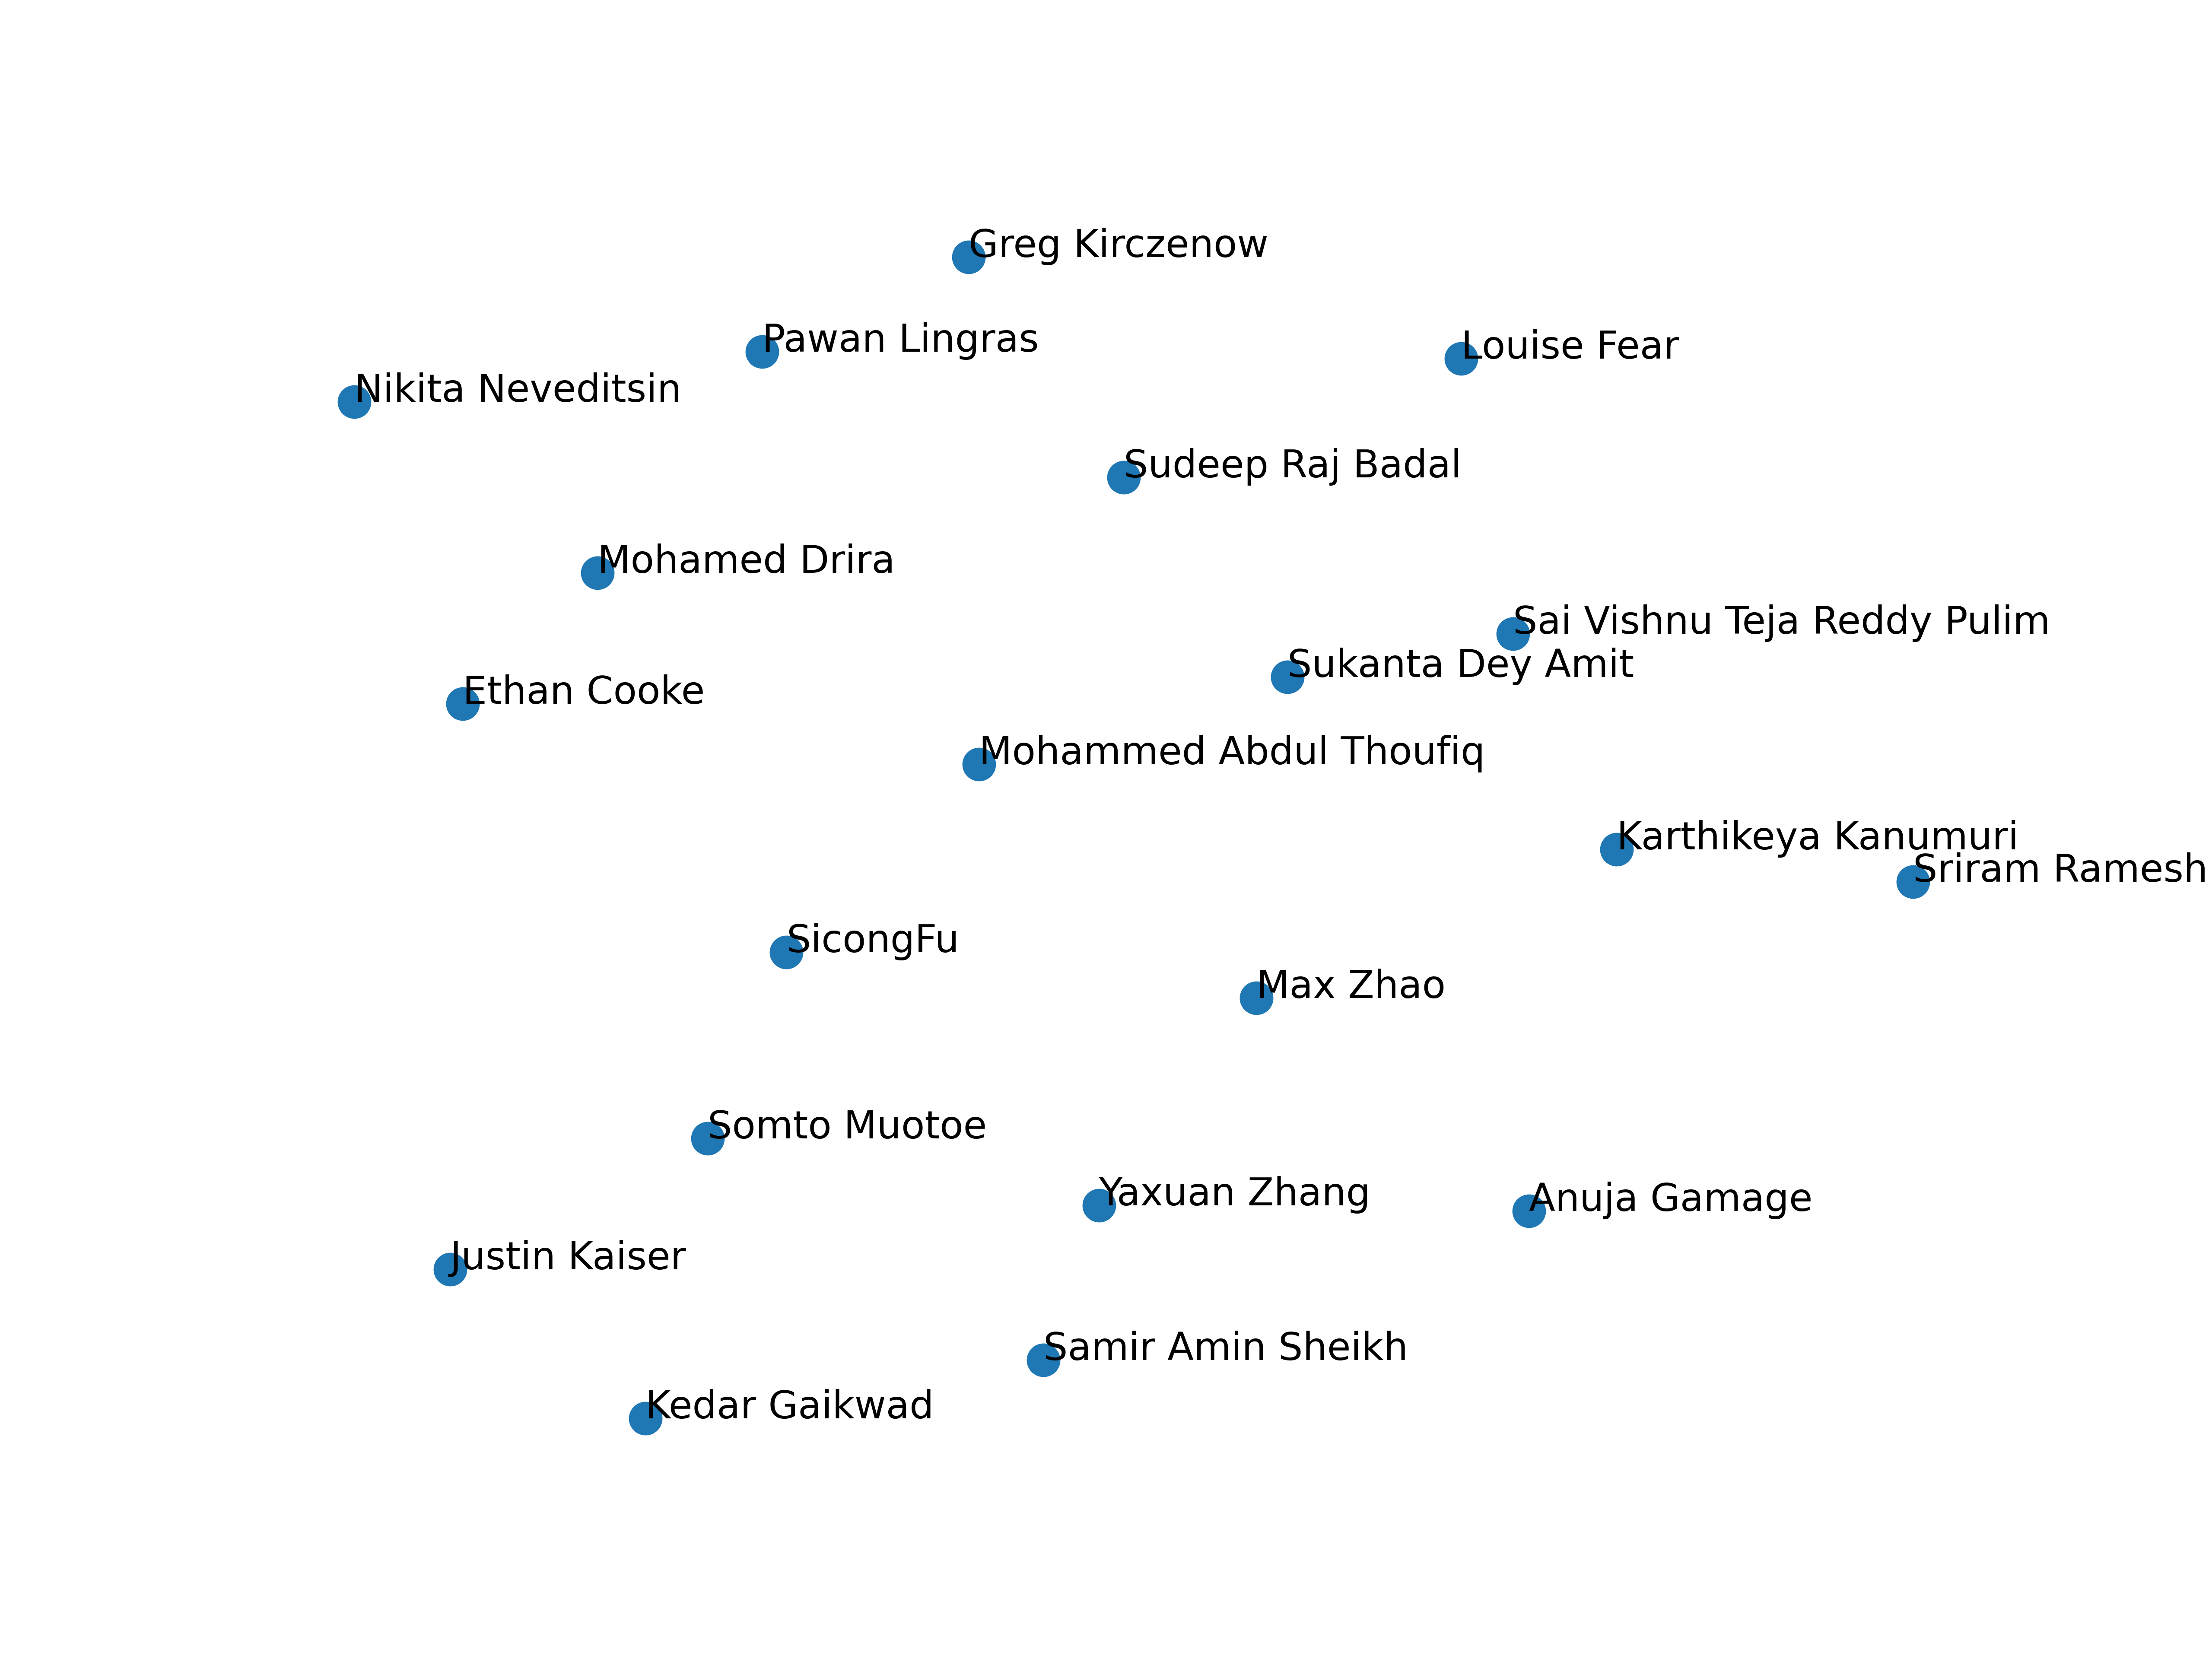 Greg Kirczenow
Pawan Lingras
Louise Fear
Nikita Neveditsin
Sudeep Raj Badal
Mohamed Drira
Sai Vishnu Teja Reddy Pulim
Sukanta Dey Amit
Ethan Cooke
Mohammed Abdul Thoufiq
Karthikeya Kanumuri
Sriram Ramesh
SicongFu
Max Zhao
Somto Muotoe
Yaxuan Zhang
Anuja Gamage
Justin Kaiser
Samir Amin Sheikh
Kedar Gaikwad